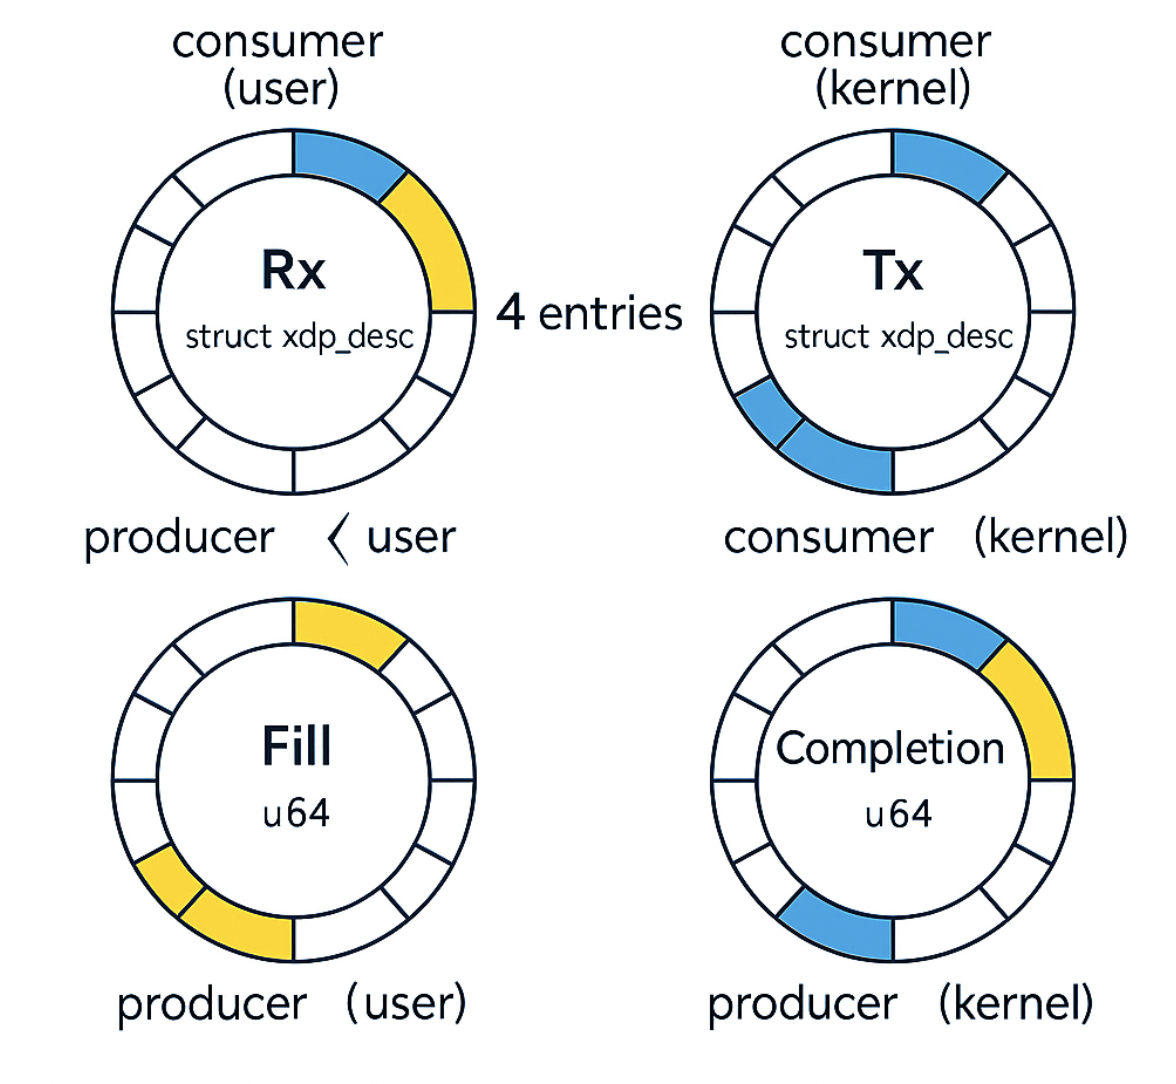 consumer
(user)
consumer
(kernel)
Rx
struct xdp_desc
4 entries
Tx
struct xdp_desc
producer 〈 user
consumer (kernel)
Fill
u64
Completion
u64
producer (user)
producer (kernel)